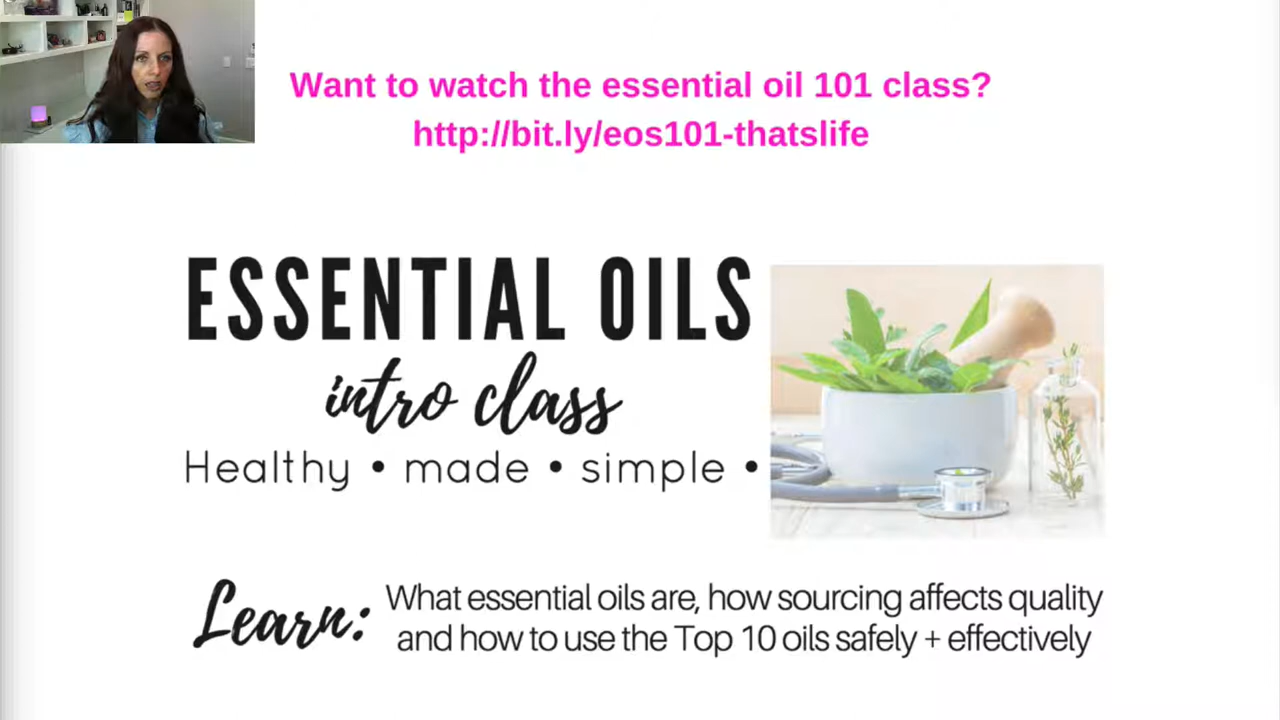 Want to watch the essential oil 101 class?
http://bit.ly/eos101-thatslife
ESSENTIAL OILS
intro class
Healthy • made • simple •
Learn: What essential oils are, how sourcing affects quality
and how to use the Top 10 oils safely + effectively